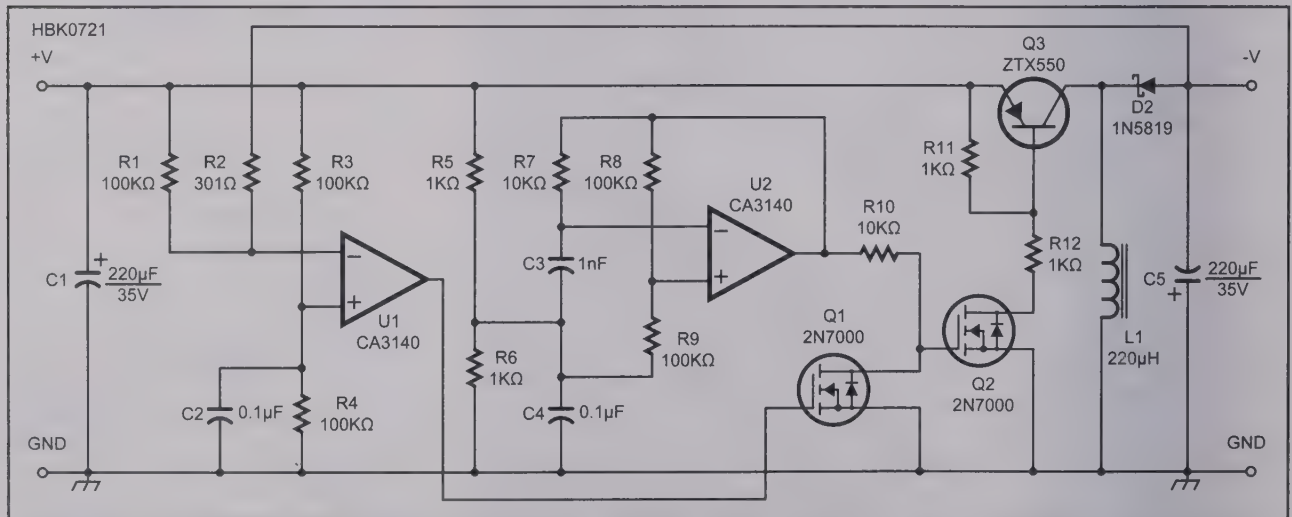 HBK0721
+V
Q3
ZTX550
-V
D2
1N5819
R1
100KΩ
R2
301Ω
R3
100KΩ
R5
1KΩ
R7
10KΩ
R8
100KΩ
U2
CA3140
R11
1KΩ
R10
10KΩ
R12
1KΩ
C1
+
220µF
35V
−
+
U1
CA3140
C3
1nF
−
+
C5
220µF
35V
+
L1
220µH
R9
100KΩ
Q1
2N7000
Q2
2N7000
R6
1KΩ
C2
0.1µF
R4
100KΩ
C4
0.1µF
GND
GND